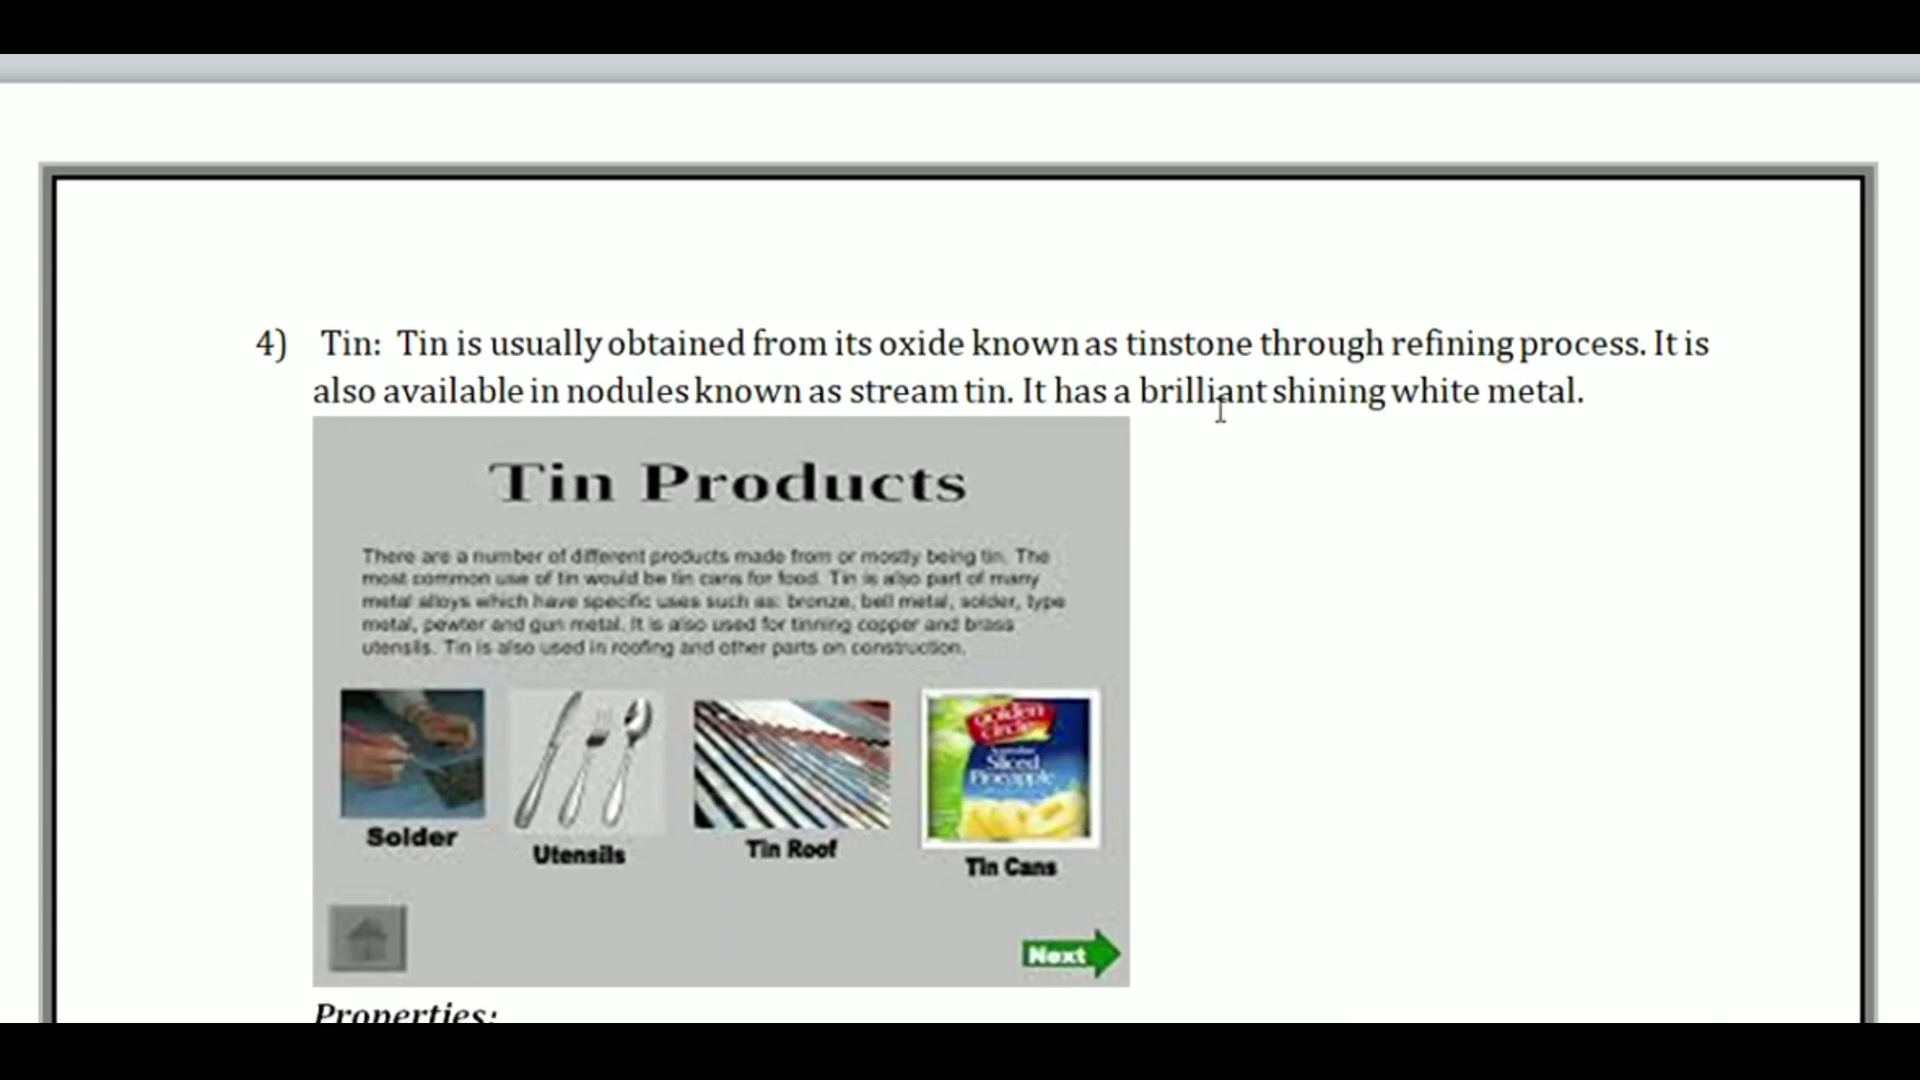 4) Tin: Tin is usually obtained from its oxide known as tinstone through refining process. It is
also available in nodules known as stream tin. It has a brilliant shining white metal.
Tin Products
There are a number of different products made from or mostly being tin. The
most common use of tin would be tin cans for food. Tin is also part of many
metal alloys which have specific uses such as: bronze, bell metal, solder, type
metal, pewter and gun metal. It is also used for tinning copper and brass
utensils. Tin is also used in roofing and other parts on construction.
golden
circle
Sliced
Pineapple
Solder
Utensils
Tin Roof
Tin Cans
Next
Properties: